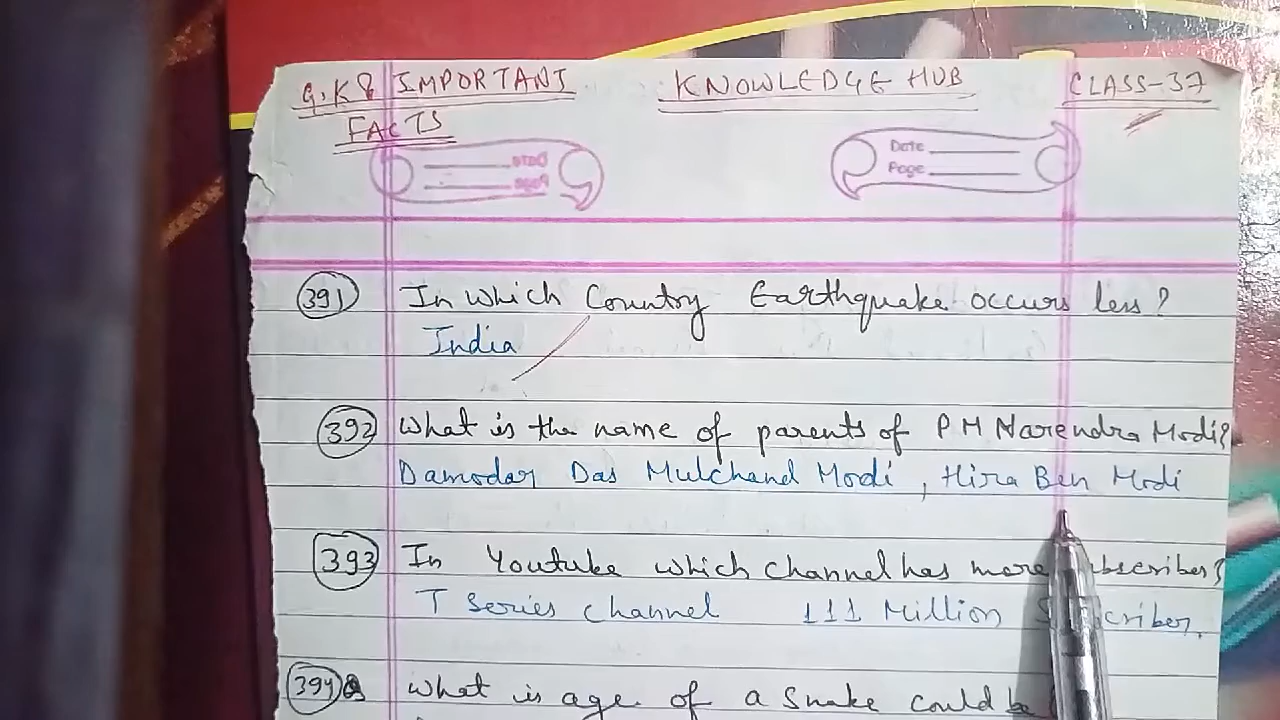 G.K & IMPORTANT KNOWLEDGE HUB CLASS-37
FACTS
Date
Page
391 In which Country Earthquake occurs less?
India
392 What is the name of parents of PM Narendra Modi?
Damodar Das Mulchand Modi, Hira Ben Modi
393 In Youtube which channel has more
T Series Channel 111 Million
394 What is age of a Snake could be